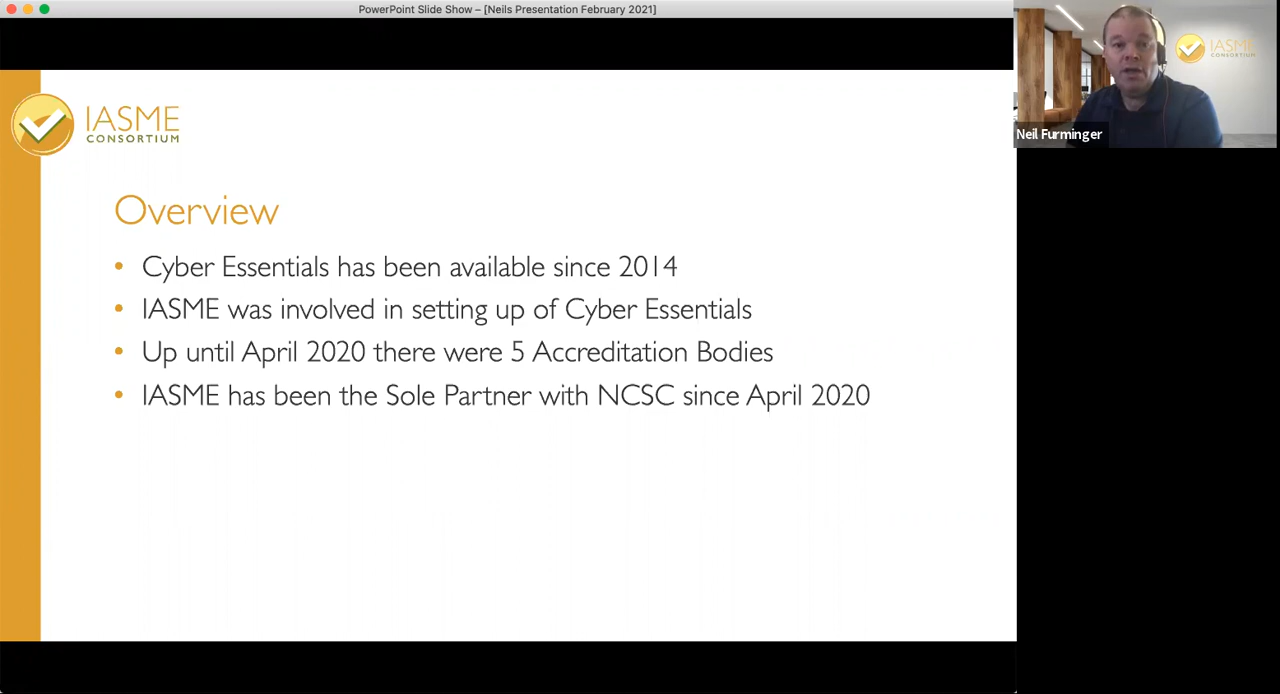 PowerPoint Slide Show – [Neils Presentation February 2021]
IASME
CONSORTIUM
IASME
CONSORTIUM
Neil Furminger
Overview
• Cyber Essentials has been available since 2014
• IASME was involved in setting up of Cyber Essentials
• Up until April 2020 there were 5 Accreditation Bodies
• IASME has been the Sole Partner with NCSC since April 2020